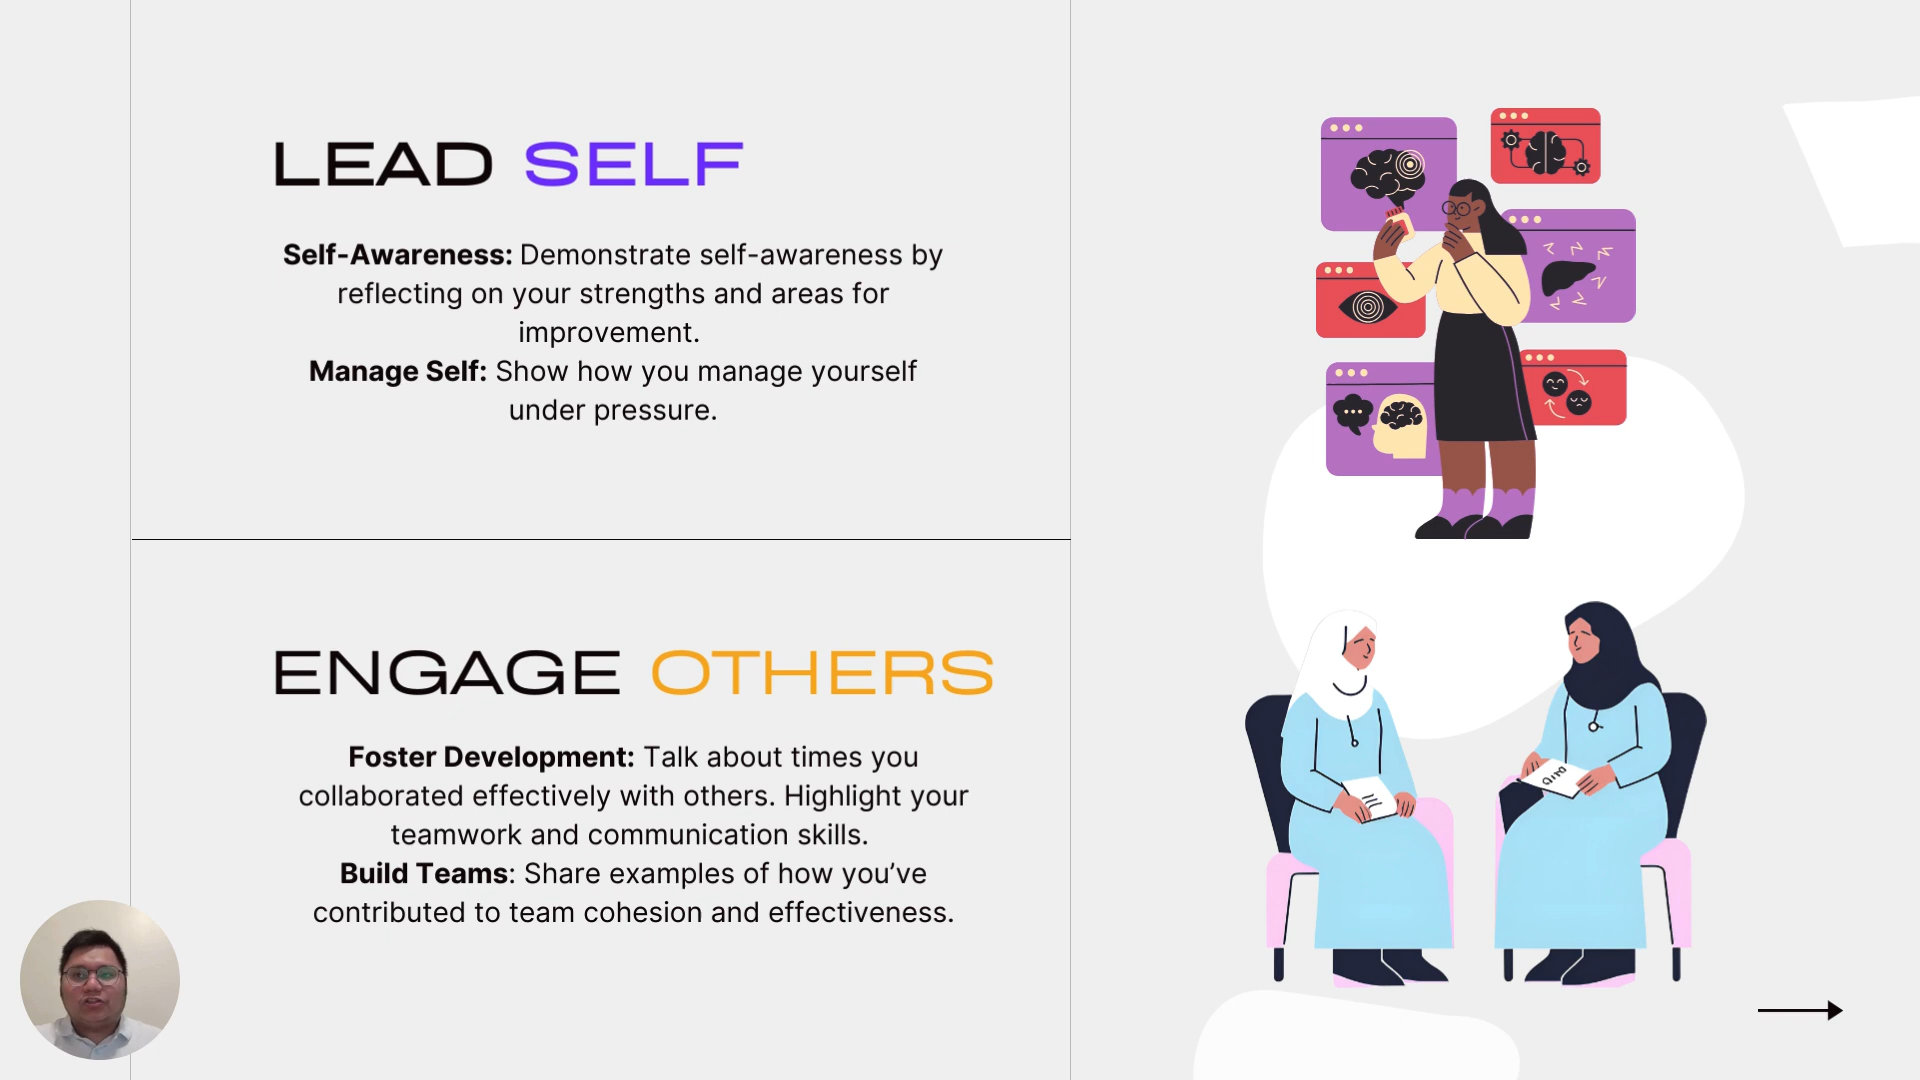 LEAD SELF
Self-Awareness: Demonstrate self-awareness by
reflecting on your strengths and areas for
improvement.
Manage Self: Show how you manage yourself
under pressure.
ENGAGE OTHERS
Foster Development: Talk about times you
collaborated effectively with others. Highlight your
teamwork and communication skills.
Build Teams: Share examples of how you’ve
contributed to team cohesion and effectiveness.